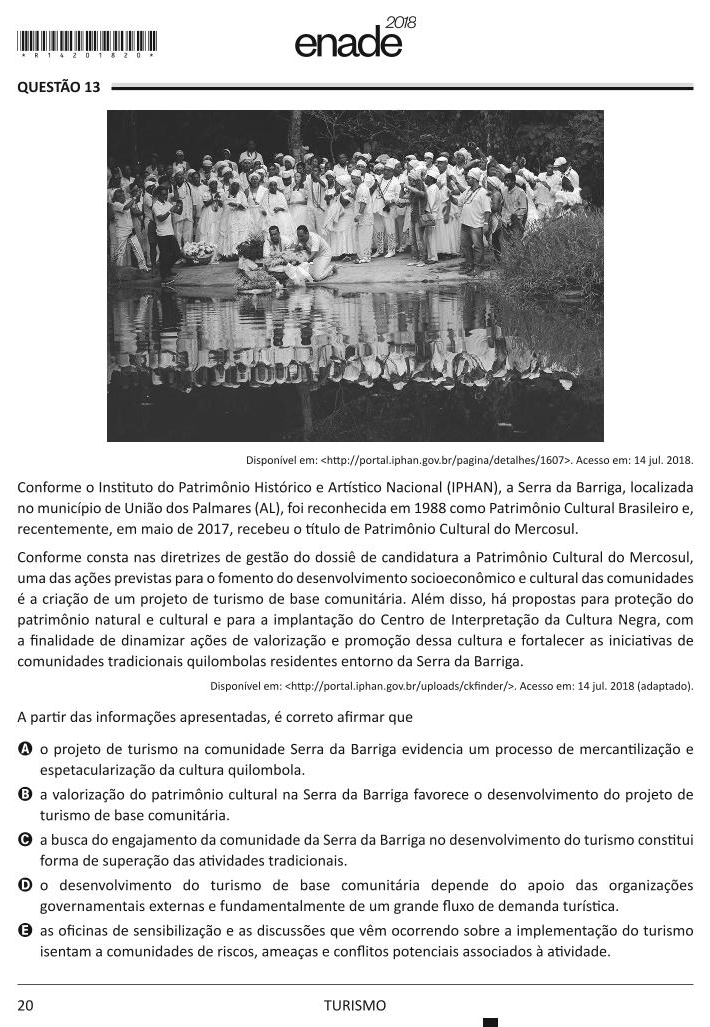 * R 1 4 2 0 1 8 2 0 *
enade 2018
QUESTÃO 13
Disponível em: <http://portal.iphan.gov.br/pagina/detalhes/1607>. Acesso em: 14 jul. 2018.
Conforme o Instituto do Patrimônio Histórico e Artístico Nacional (IPHAN), a Serra da Barriga, localizada
no município de União dos Palmares (AL), foi reconhecida em 1988 como Patrimônio Cultural Brasileiro e,
recentemente, em maio de 2017, recebeu o título de Patrimônio Cultural do Mercosul.
Conforme consta nas diretrizes de gestão do dossiê de candidatura a Patrimônio Cultural do Mercosul,
uma das ações previstas para o fomento do desenvolvimento socioeconômico e cultural das comunidades
é a criação de um projeto de turismo de base comunitária. Além disso, há propostas para proteção do
patrimônio natural e cultural e para a implantação do Centro de Interpretação da Cultura Negra, com
a finalidade de dinamizar ações de valorização e promoção dessa cultura e fortalecer as iniciativas de
comunidades tradicionais quilombolas residentes entorno da Serra da Barriga.
Disponível em: <http://portal.iphan.gov.br/uploads/ckfinder/>. Acesso em: 14 jul. 2018 (adaptado).
A partir das informações apresentadas, é correto afirmar que
A o projeto de turismo na comunidade Serra da Barriga evidencia um processo de mercantilização e
espetacularização da cultura quilombola.
B a valorização do patrimônio cultural na Serra da Barriga favorece o desenvolvimento do projeto de
turismo de base comunitária.
C a busca do engajamento da comunidade da Serra da Barriga no desenvolvimento do turismo constitui
forma de superação das atividades tradicionais.
D o desenvolvimento do turismo de base comunitária depende do apoio das organizações
governamentais externas e fundamentalmente de um grande fluxo de demanda turística.
E as oficinas de sensibilização e as discussões que vêm ocorrendo sobre a implementação do turismo
isentam a comunidades de riscos, ameaças e conflitos potenciais associados à atividade.
20
TURISMO